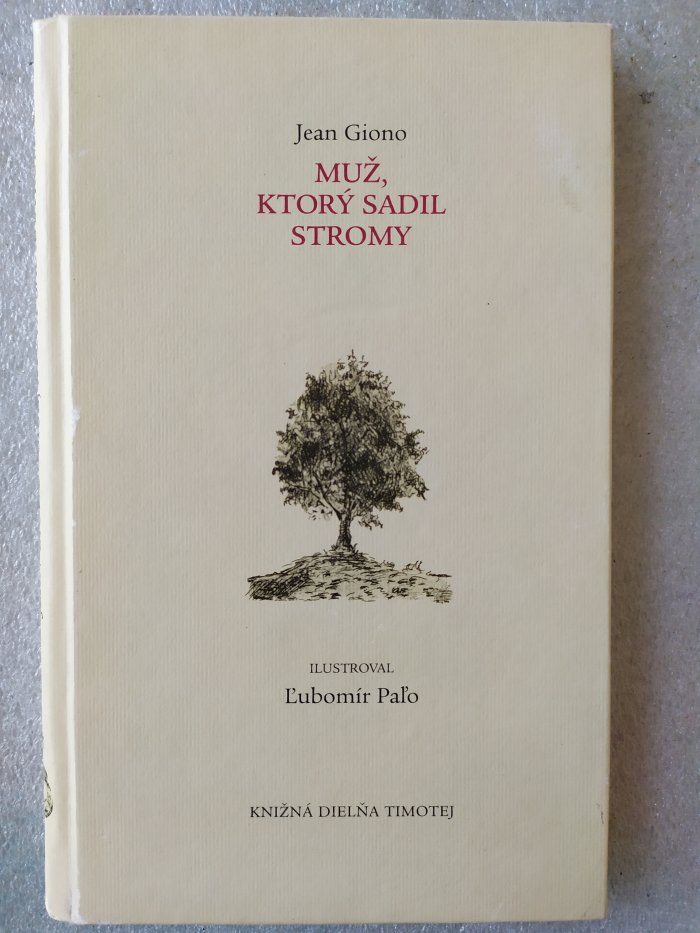 Jean Giono
MUŽ,
KTORÝ SADIL
STROMY
ILUSTROVAL
Ľubomír Paľo
KNIŽNÁ DIELŇA TIMOTEJ